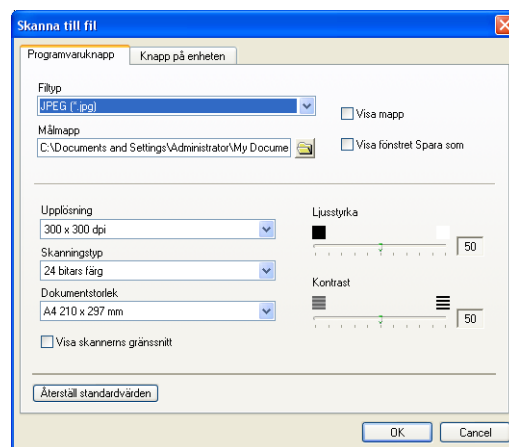 Skanna till fil
Programvaruknapp
Knapp på enheten
Filtyp
JPEG (*.jpg)
Visa mapp
Målmapp
C:\Documents and Settings\Administrator\My Docume
Visa fönstret Spara som
Upplösning
300 x 300 dpi
Ljusstyrka
50
Skanningstyp
24 bitars färg
Kontrast
50
Dokumentstorlek
A4 210 x 297 mm
Visa skannerns gränssnitt
Återställ standardvärden
OK
Cancel